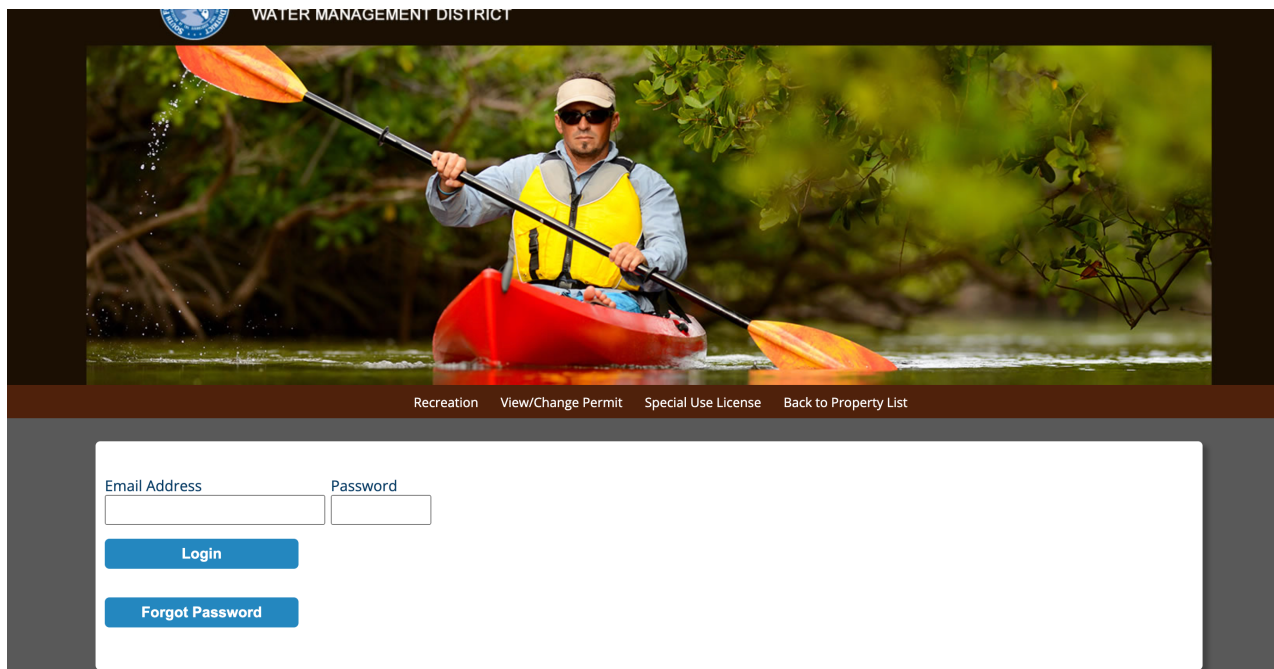 WATER MANAGEMENT DISTRICT
Recreation View/Change Permit Special Use License Back to Property List
Email Address Password
Login
Forgot Password